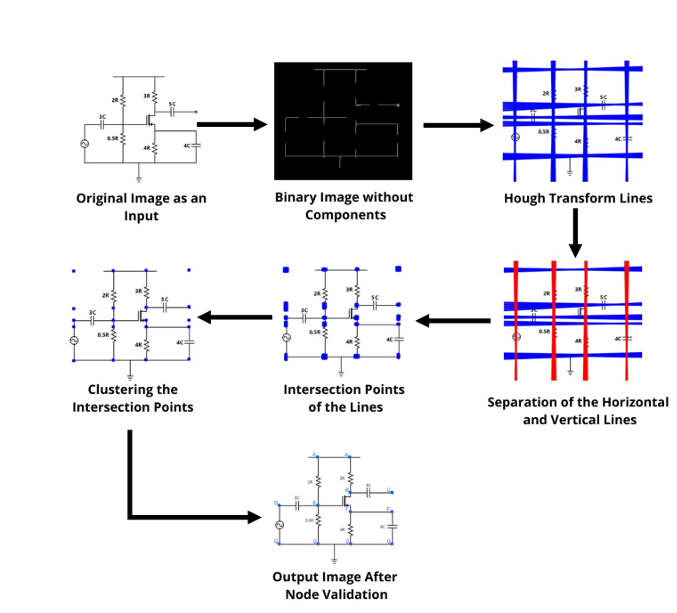 2R
3R
5C
3C
0.5R
4R
4C
Original Image as an
Input
Binary Image without
Components
2R
3R
5C
0.5R
4R
4C
Hough Transform Lines
2R
3R
5C
3C
0.5R
4R
4C
Clustering the
Intersection Points
2R
3R
5C
3C
0.5R
4R
4C
Intersection Points
of the Lines
2R
3R
5C
0.5R
4R
4C
Separation of the Horizontal
and Vertical Lines
A
A
2R
3R
5C
3C
0.5R
4R
4C
Output Image After
Node Validation